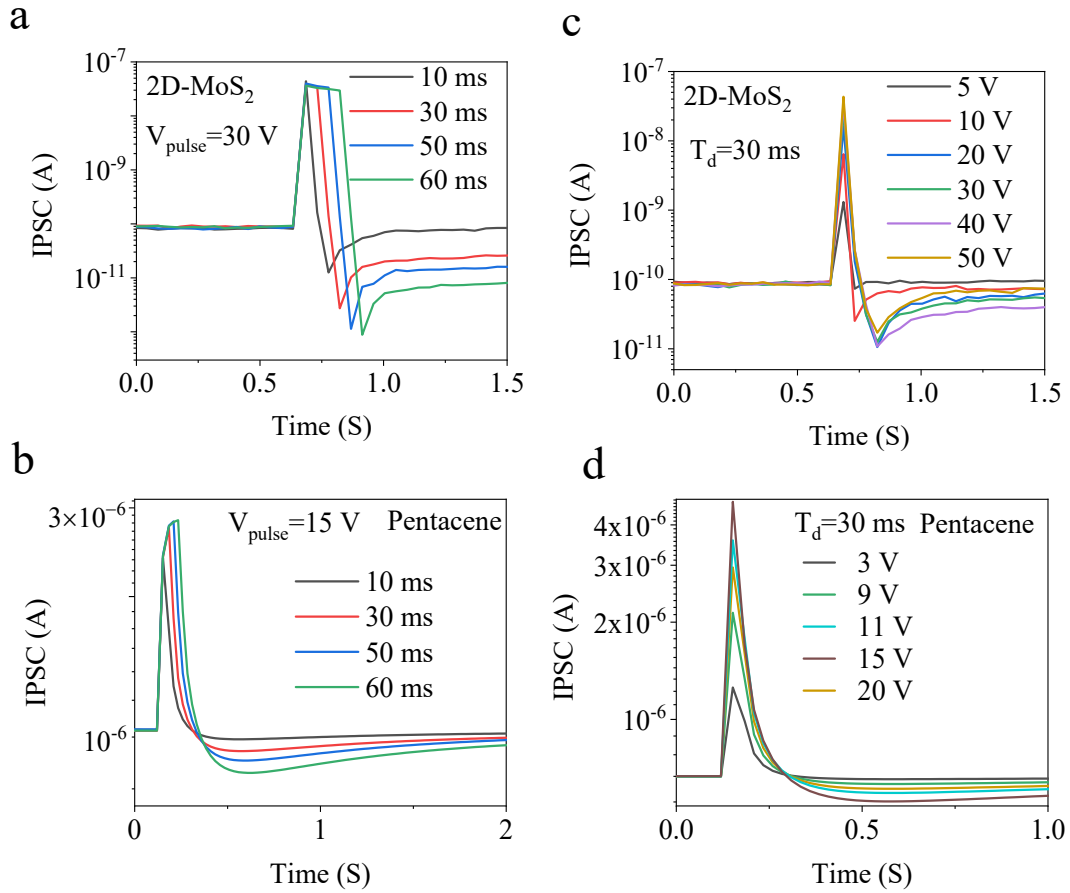 a
2D-MoS₂
V_pulse=30 V
10 ms
30 ms
50 ms
60 ms
10⁻⁷
10⁻⁹
10⁻¹¹
IPSC (A)
0.0 0.5 1.0 1.5
Time (S)
c
2D-MoS₂
T_d=30 ms
5 V
10 V
20 V
30 V
40 V
50 V
10⁻⁷
10⁻⁸
10⁻⁹
10⁻¹⁰
10⁻¹¹
IPSC (A)
0.0 0.5 1.0 1.5
Time (S)
b
V_pulse=15 V Pentacene
10 ms
30 ms
50 ms
60 ms
3×10⁻⁶
10⁻⁶
IPSC (A)
0 1 2
Time (S)
d
T_d=30 ms Pentacene
3 V
9 V
11 V
15 V
20 V
4x10⁻⁶
3x10⁻⁶
2x10⁻⁶
10⁻⁶
IPSC (A)
0.0 0.5 1.0
Time (S)